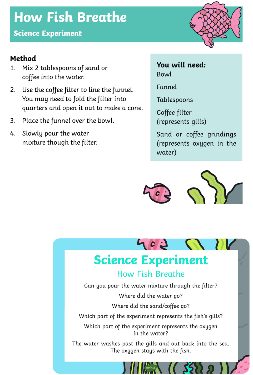 How Fish Breathe
Science Experiment
Method
1. Mix 2 tablespoons of sand or
coffee into the water.
2. Use the coffee filter to line the funnel.
You may need to fold the filter into
quarters and open it out to make a cone.
3. Place the funnel over the bowl.
4. Slowly pour the water
mixture though the filter.
You will need:
Bowl
Funnel
Tablespoons
Coffee filter
(represents gills)
Sand or coffee grindings
(represents oxygen in the
water)
Science Experiment
How Fish Breathe
Can you pour the water mixture through the filter?
Where did the water go?
Where did the sand/coffee go?
Which part of the experiment represents the fish's gills?
Which part of the experiment represents the oxygen
in the water?
The water washes past the gills and out back into the sea.
The oxygen stays with the fish.